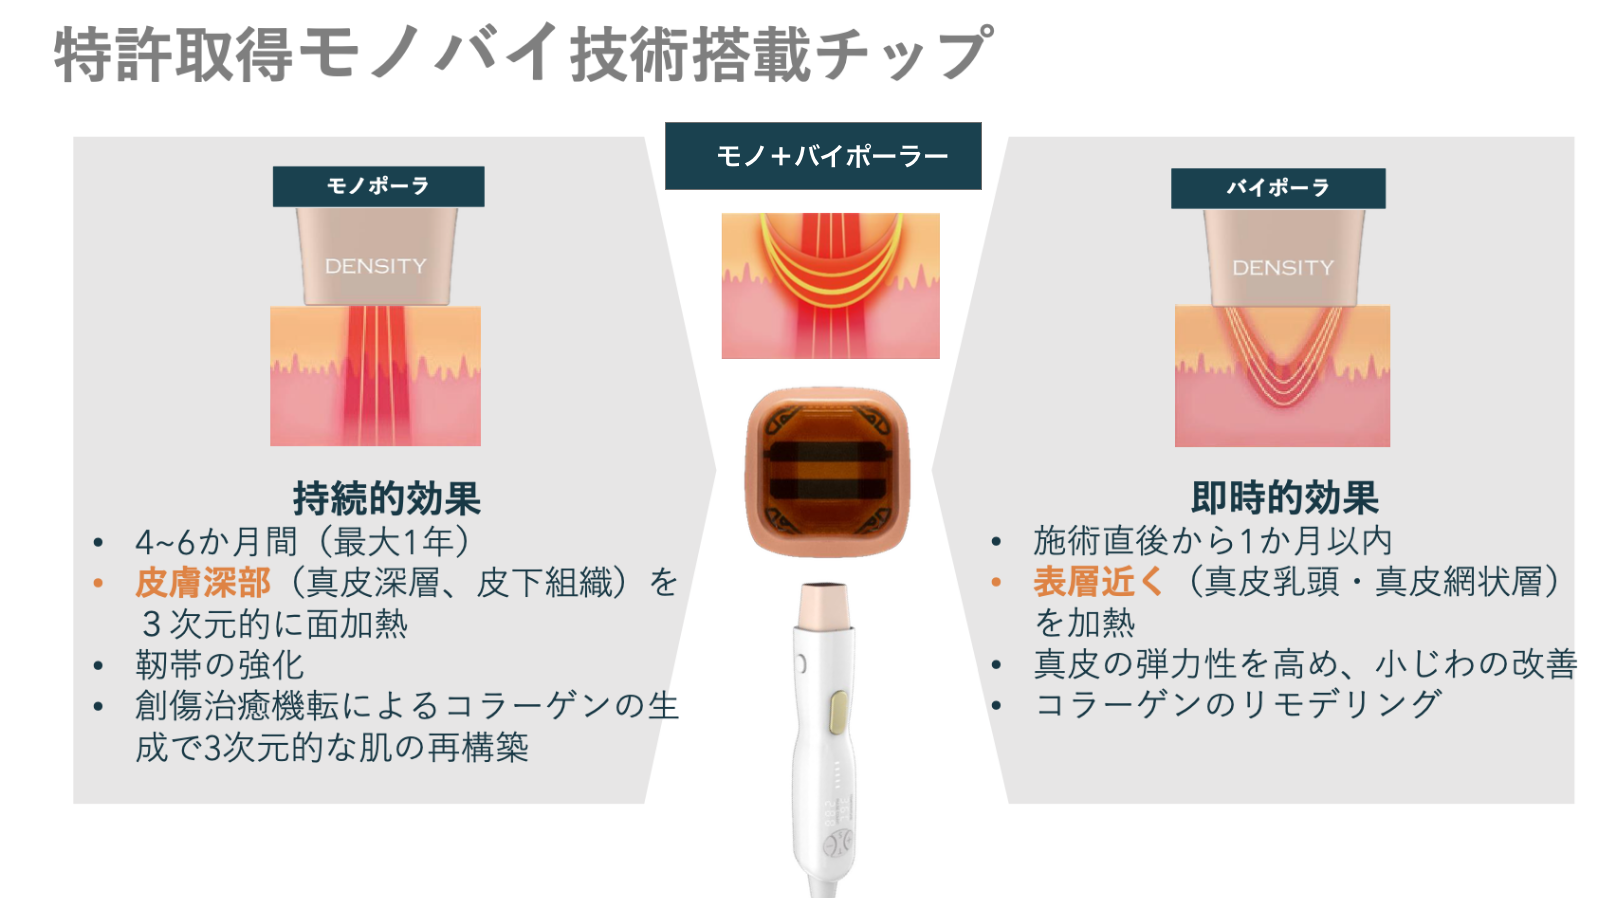 特許取得モノバイ技術搭載チップ
モノ＋バイポーラー
モノポーラ
DENSITY
持続的効果
• 4~6か月間（最大1年）
• 皮膚深部（真皮深層、皮下組織）を
３次元的に面加熱
• 靭帯の強化
• 創傷治癒機転によるコラーゲンの生
成で3次元的な肌の再構築
バイポーラ
DENSITY
即時的効果
• 施術直後から1か月以内
• 表層近く（真皮乳頭・真皮網状層）
を加熱
• 真皮の弾力性を高め、小じわの改善
• コラーゲンのリモデリング